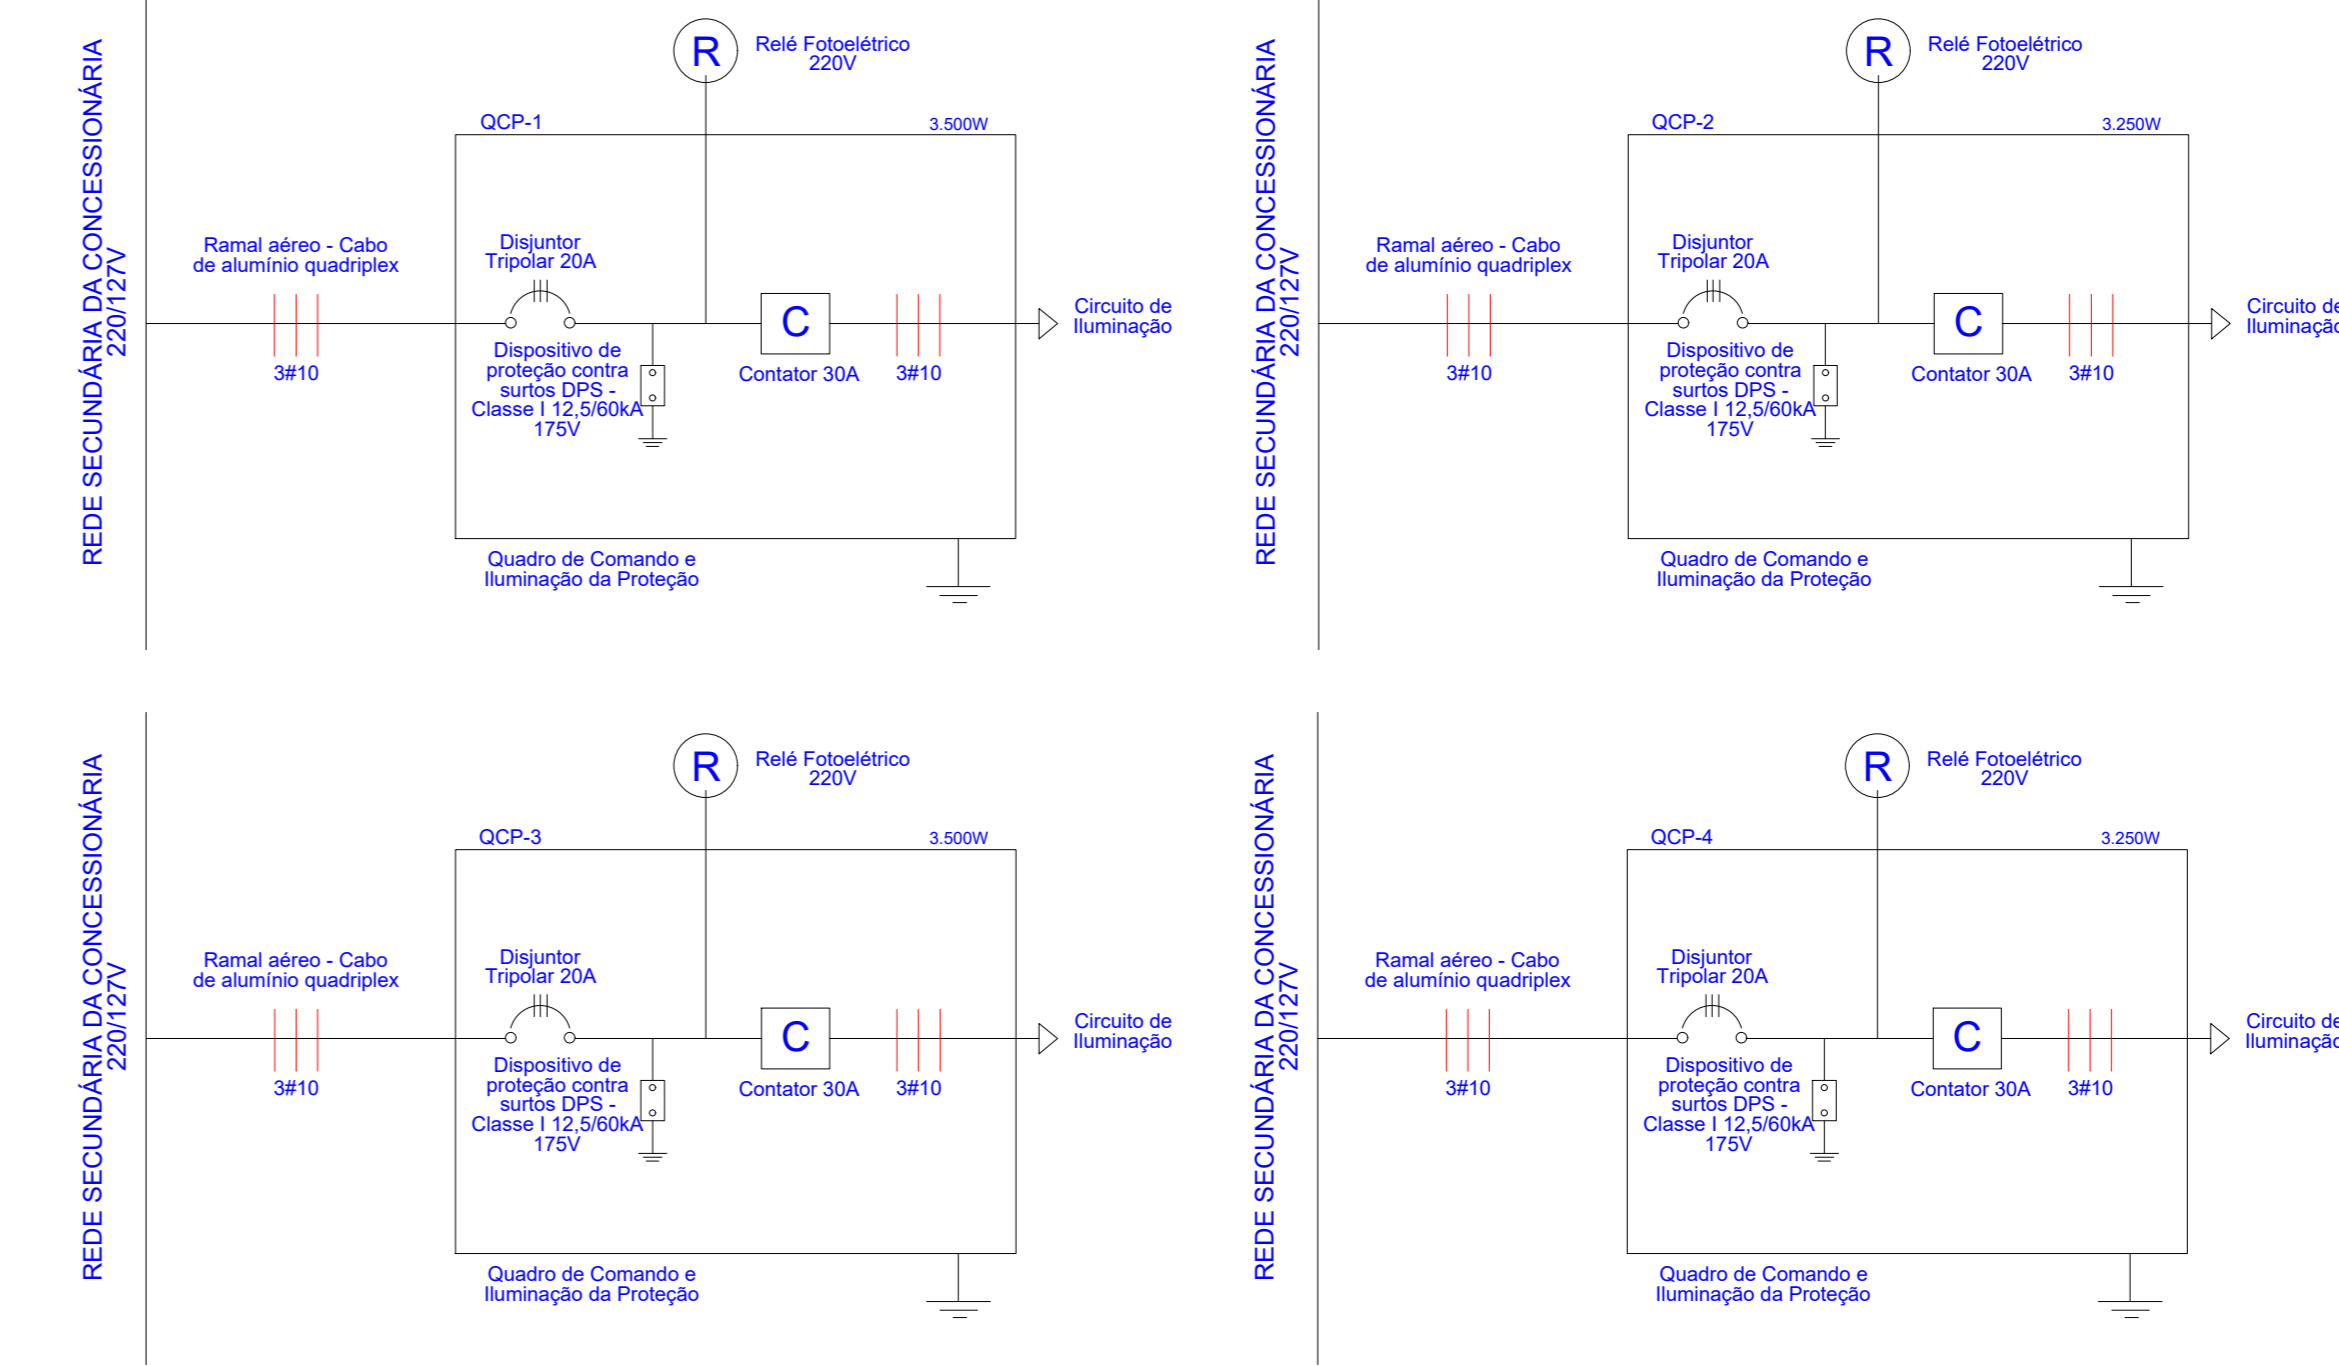 REDE SECUNDÁRIA DA CONCESSIONÁRIA
220/127V
R
Relé Fotoelétrico
220V
QCP-1
3.500W
Ramal aéreo - Cabo
de alumínio quadriplex
3#10
Disjuntor
Tripolar 20A
Dispositivo de
proteção contra
surtos DPS -
Classe I 12,5/60kA
175V
C
Contator 30A
3#10
Circuito de
Iluminação
Quadro de Comando e
Iluminação da Proteção
REDE SECUNDÁRIA DA CONCESSIONÁRIA
220/127V
R
Relé Fotoelétrico
220V
QCP-2
3.250W
Ramal aéreo - Cabo
de alumínio quadriplex
3#10
Disjuntor
Tripolar 20A
Dispositivo de
proteção contra
surtos DPS -
Classe I 12,5/60kA
175V
C
Contator 30A
3#10
Circuito de
Iluminação
Quadro de Comando e
Iluminação da Proteção
REDE SECUNDÁRIA DA CONCESSIONÁRIA
220/127V
R
Relé Fotoelétrico
220V
QCP-3
3.500W
Ramal aéreo - Cabo
de alumínio quadriplex
3#10
Disjuntor
Tripolar 20A
Dispositivo de
proteção contra
surtos DPS -
Classe I 12,5/60kA
175V
C
Contator 30A
3#10
Circuito de
Iluminação
Quadro de Comando e
Iluminação da Proteção
REDE SECUNDÁRIA DA CONCESSIONÁRIA
220/127V
R
Relé Fotoelétrico
220V
QCP-4
3.250W
Ramal aéreo - Cabo
de alumínio quadriplex
3#10
Disjuntor
Tripolar 20A
Dispositivo de
proteção contra
surtos DPS -
Classe I 12,5/60kA
175V
C
Contator 30A
3#10
Circuito de
Iluminação
Quadro de Comando e
Iluminação da Proteção